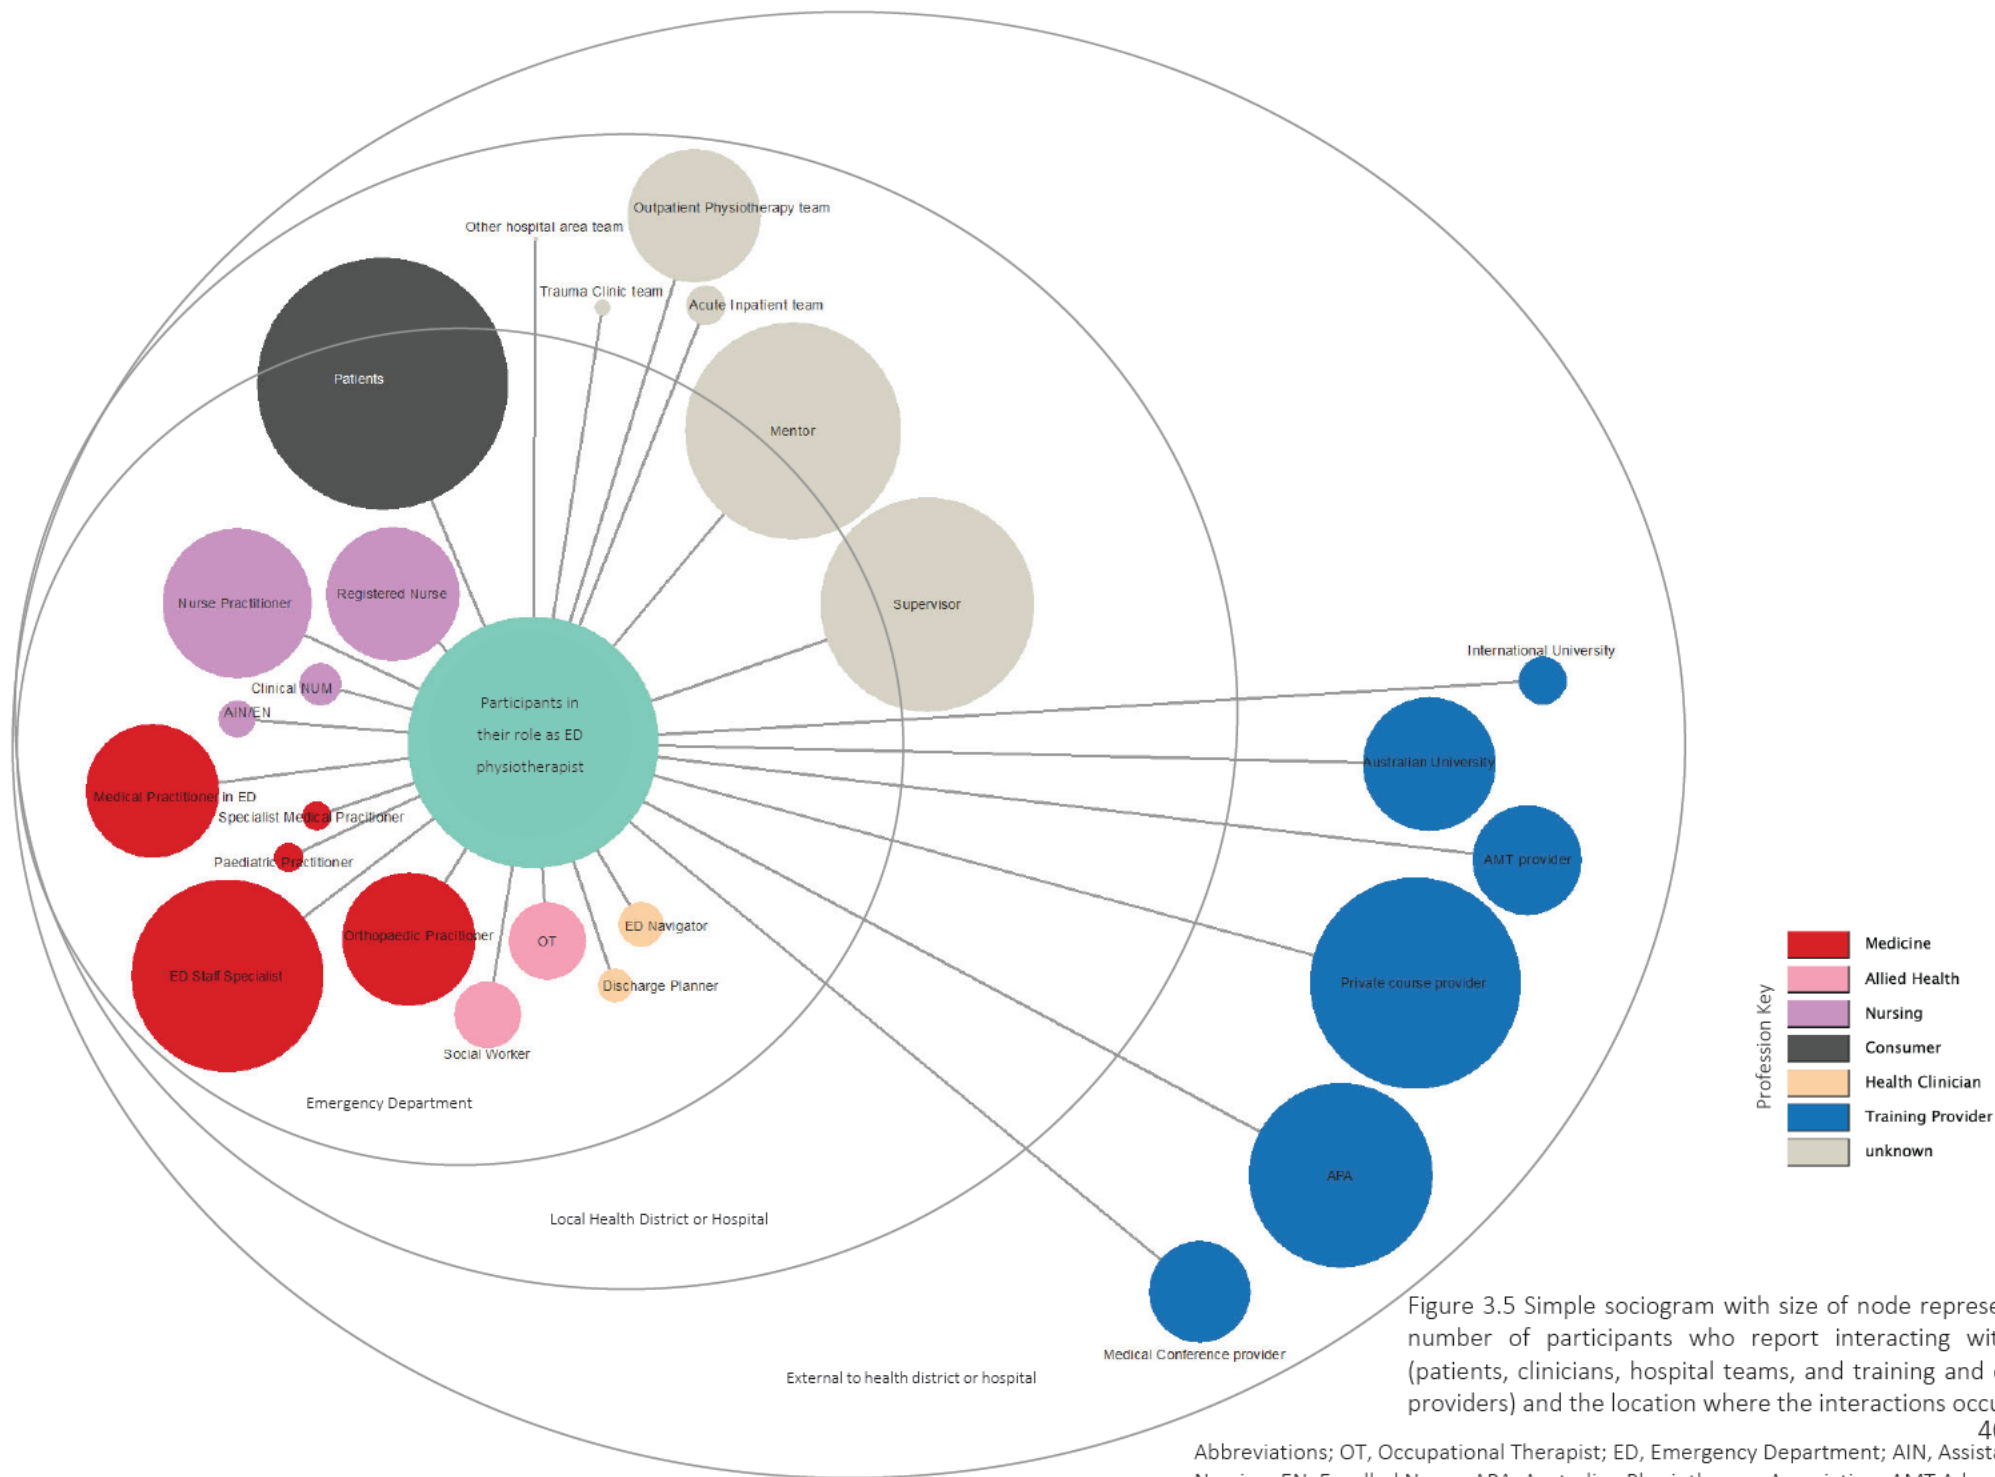 Outpatient Physiotherapy team
Other hospital area team
Trauma Clinic team
Acute Inpatient team
Patients
Mentor
Nurse Practitioner
Registered Nurse
Supervisor
Clinical NUM
AIN/EN
Participants in
their role as ED
physiotherapist
International University
Australian University
Medical Practitioner in ED
Specialist Medical Practitioner
Paediatric Practitioner
AMT provider
ED Staff Specialist
Orthopaedic Practitioner
OT
ED Navigator
Discharge Planner
Social Worker
Private course provider
APA
Medical Conference provider
Emergency Department
Local Health District or Hospital
External to health district or hospital
Profession Key
Medicine
Allied Health
Nursing
Consumer
Health Clinician
Training Provider
unknown
Figure 3.5 Simple sociogram with size of node
number of participants who report interacting
(patients, clinicians, hospital teams, and training and
providers) and the location where the interactions
Abbreviations; OT, Occupational Therapist; ED, Emergency Department; AIN,